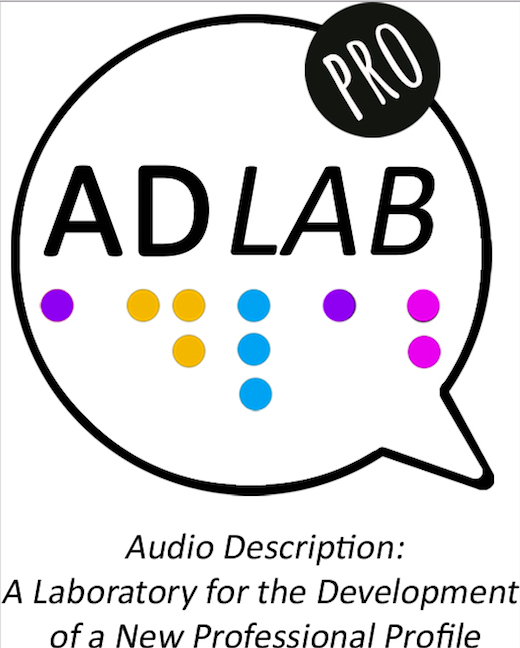 PRO
ADLAB
⠁⠙⠇⠁⠃
Audio Description:
A Laboratory for the Development
of a New Professional Profile